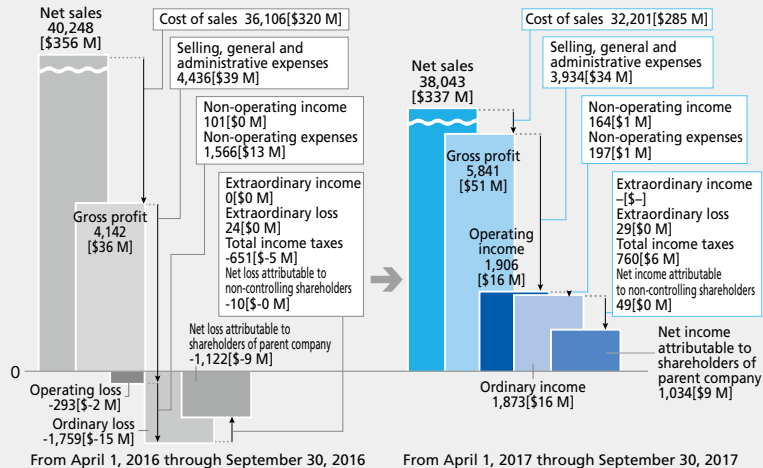 Net sales
40,248
[$356 M]
Cost of sales 36,106[$320 M]
Selling, general and
administrative expenses
4,436[$39 M]
Non-operating income
101[$0 M]
Non-operating expenses
1,566[$13 M]
Extraordinary income
0[$0 M]
Extraordinary loss
24[$0 M]
Total income taxes
-651[$-5 M]
Net loss attributable to
non-controlling shareholders
-10[$-0 M]
Gross profit
4,142
[$36 M]
Net loss attributable to
shareholders of parent company
-1,122[$-9 M]
0
Operating loss
-293[$-2 M]
Ordinary loss
-1,759[$-15 M]
From April 1, 2016 through September 30, 2016
Net sales
38,043
[$337 M]
Cost of sales 32,201[$285 M]
Selling, general and
administrative expenses
3,934[$34 M]
Non-operating income
164[$1 M]
Non-operating expenses
197[$1 M]
Extraordinary income
–[$–]
Extraordinary loss
29[$0 M]
Total income taxes
760[$6 M]
Net income attributable
to non-controlling shareholders
49[$0 M]
Gross profit
5,841
[$51 M]
Operating
income
1,906
[$16 M]
Net income
attributable to
shareholders of
parent company
1,034[$9 M]
Ordinary income
1,873[$16 M]
From April 1, 2017 through September 30, 2017